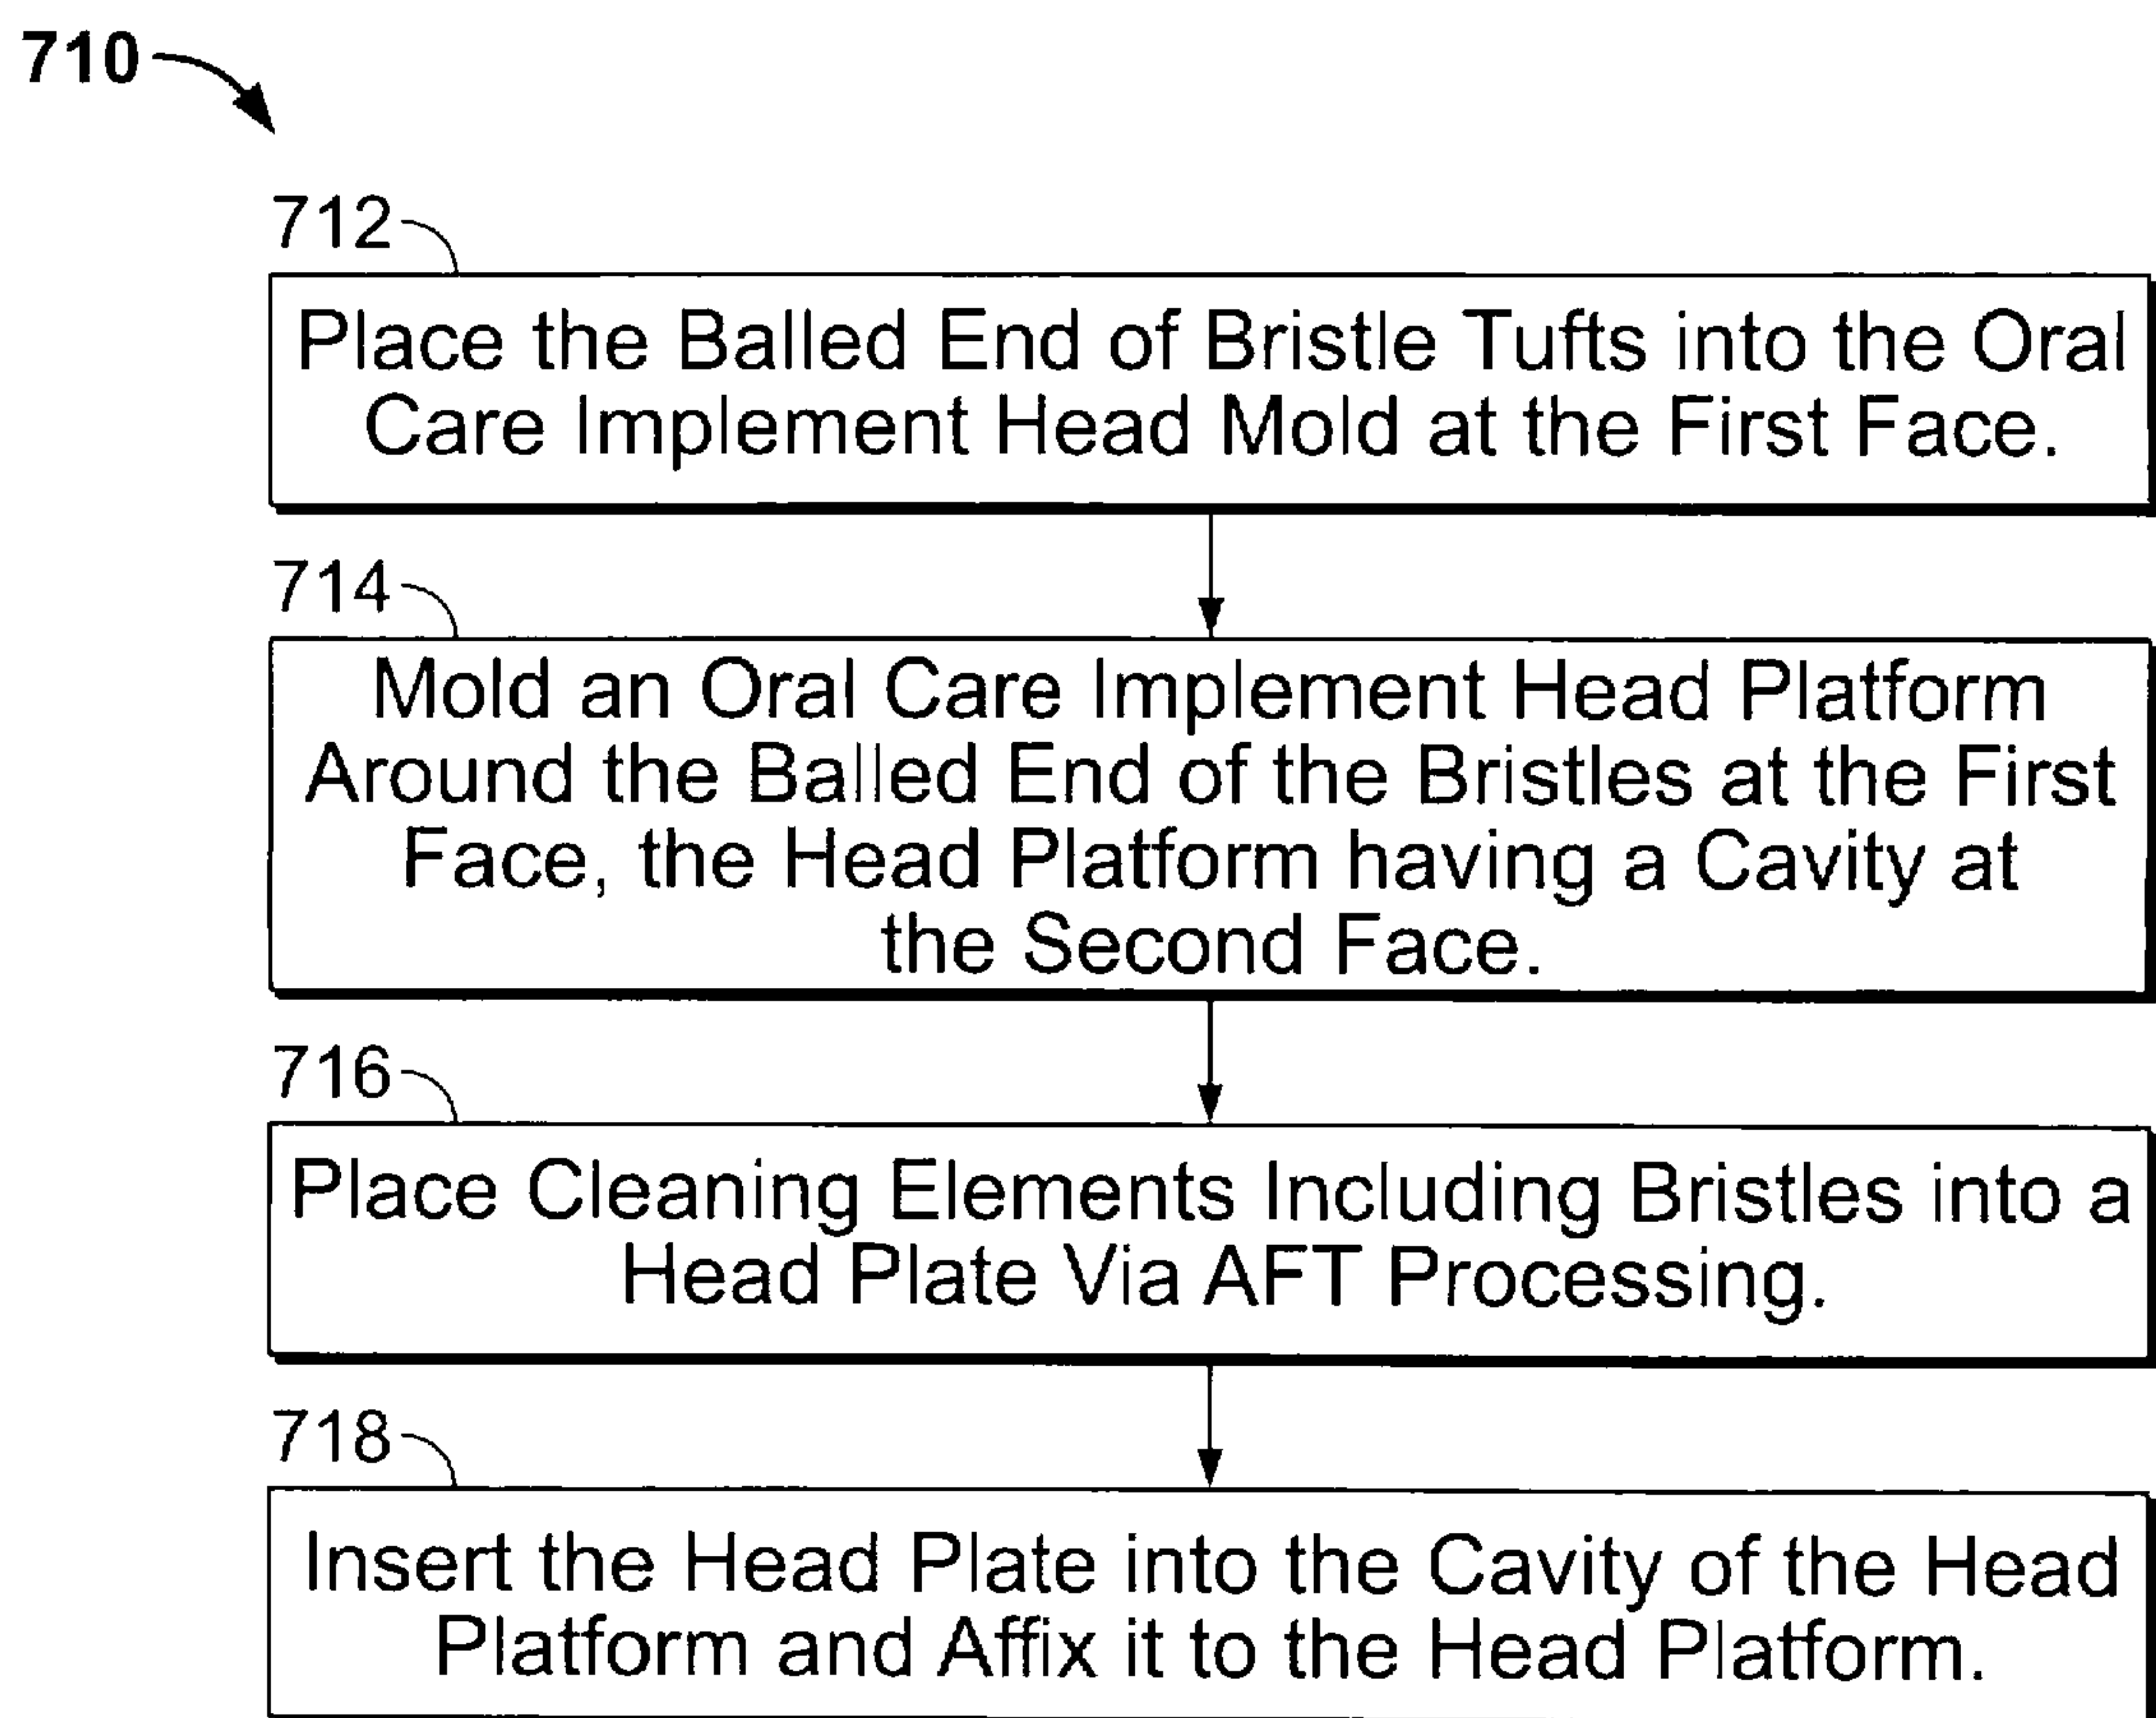 710
712
Place the Balled End of Bristle Tufts into the Oral
Care Implement Head Mold at the First Face.
714
Mold an Oral Care Implement Head Platform
Around the Balled End of the Bristles at the First
Face, the Head Platform having a Cavity at
the Second Face.
716
Place Cleaning Elements Including Bristles into a
Head Plate Via AFT Processing.
718
Insert the Head Plate into the Cavity of the Head
Platform and Affix it to the Head Platform.